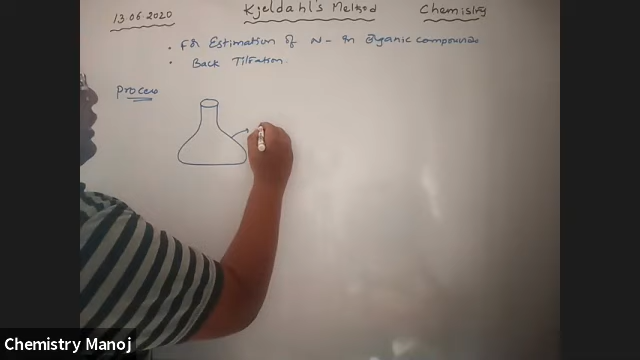 13.06.2020 Kjeldahl's Method Chemistry
• For Estimation of N - In Organic compounds
• Back Titration.
Process
Chemistry Manoj